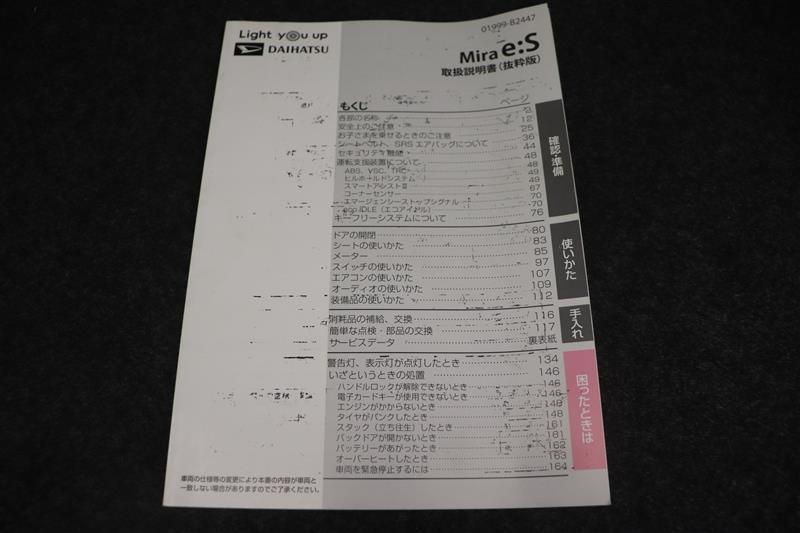 01999-B2447
Light you up
DAIHATSU
Mira e:S
取扱説明書(抜粋版)
もくじ ページ
各部の名称 2
安全上のご注意 12
お子さまを乗せるときのご注意 25
シートベルト、SRSエアバッグについて 36
セキュリティ機能 44
運転支援装置について 48
ABS、VSC、TRC 48
ヒルホールドシステム 49
スマートアシストⅢ 49
コーナーセンサー 67
エマージェンシーストップシグナル 70
eco IDLE(エコアイドル) 70
キーフリーシステムについて 76
確認・準備
ドアの開閉 80
シートの使いかた 83
メーター 85
スイッチの使いかた 97
エアコンの使いかた 107
オーディオの使いかた 109
装備品の使いかた 112
使いかた
消耗品の補給、交換 116
簡単な点検・部品の交換 117
サービスデータ 裏表紙
手入れ
警告灯、表示灯が点灯したとき 134
いざというときの処置 146
ハンドルロックが解除できないとき 146
電子カードキーが使用できないとき 146
エンジンがかからないとき 148
タイヤがパンクしたとき 148
スタック(立ち往生)したとき 161
バックドアが開かないとき 161
バッテリーがあがったとき 162
オーバーヒートしたとき 163
車両を緊急停止するには 164
困ったときは
車両の仕様等の変更により本書の内容が車両と
一致しない場合がありますのでご了承ください。